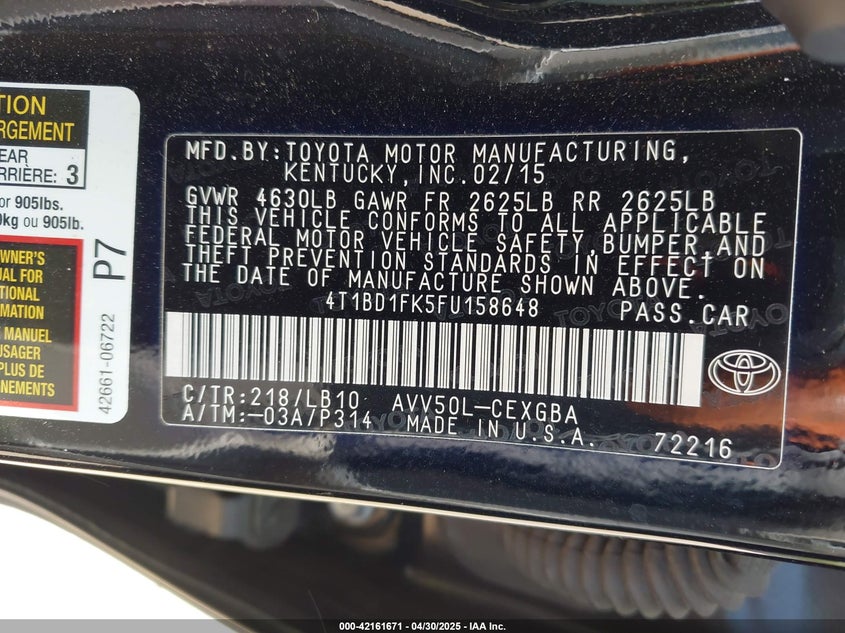 TION
RGEMENT
EAR
RRIÈRE: 3
or 905lbs.
0kg ou 905lb.
P7
WNER'S
UAL FOR
TIONAL
RMATION
MANUEL
USAGER
PLUS DE
NEMENTS
42661-06722
MFD.BY:TOYOTA MOTOR MANUFACTURING,
KENTUCKY, INC.02/15
GVWR 4630LB GAWR FR 2625LB RR 2625LB
THIS VEHICLE CONFORMS TO ALL APPLICABLE
FEDERAL MOTOR VEHICLE SAFETY,BUMPER,AND
THEFT PREVENTION STANDARDS IN EFFECT ON
THE DATE OF MANUFACTURE SHOWN ABOVE.
4T1BD1FK5FU158648 PASS.CAR
C/TR:218/LB10 AVV50L-CEXGBA
A/TM:-03A/P314 MADE IN U.S.A. 72216
000-42161671 - 04/30/2025 - IAA Inc.